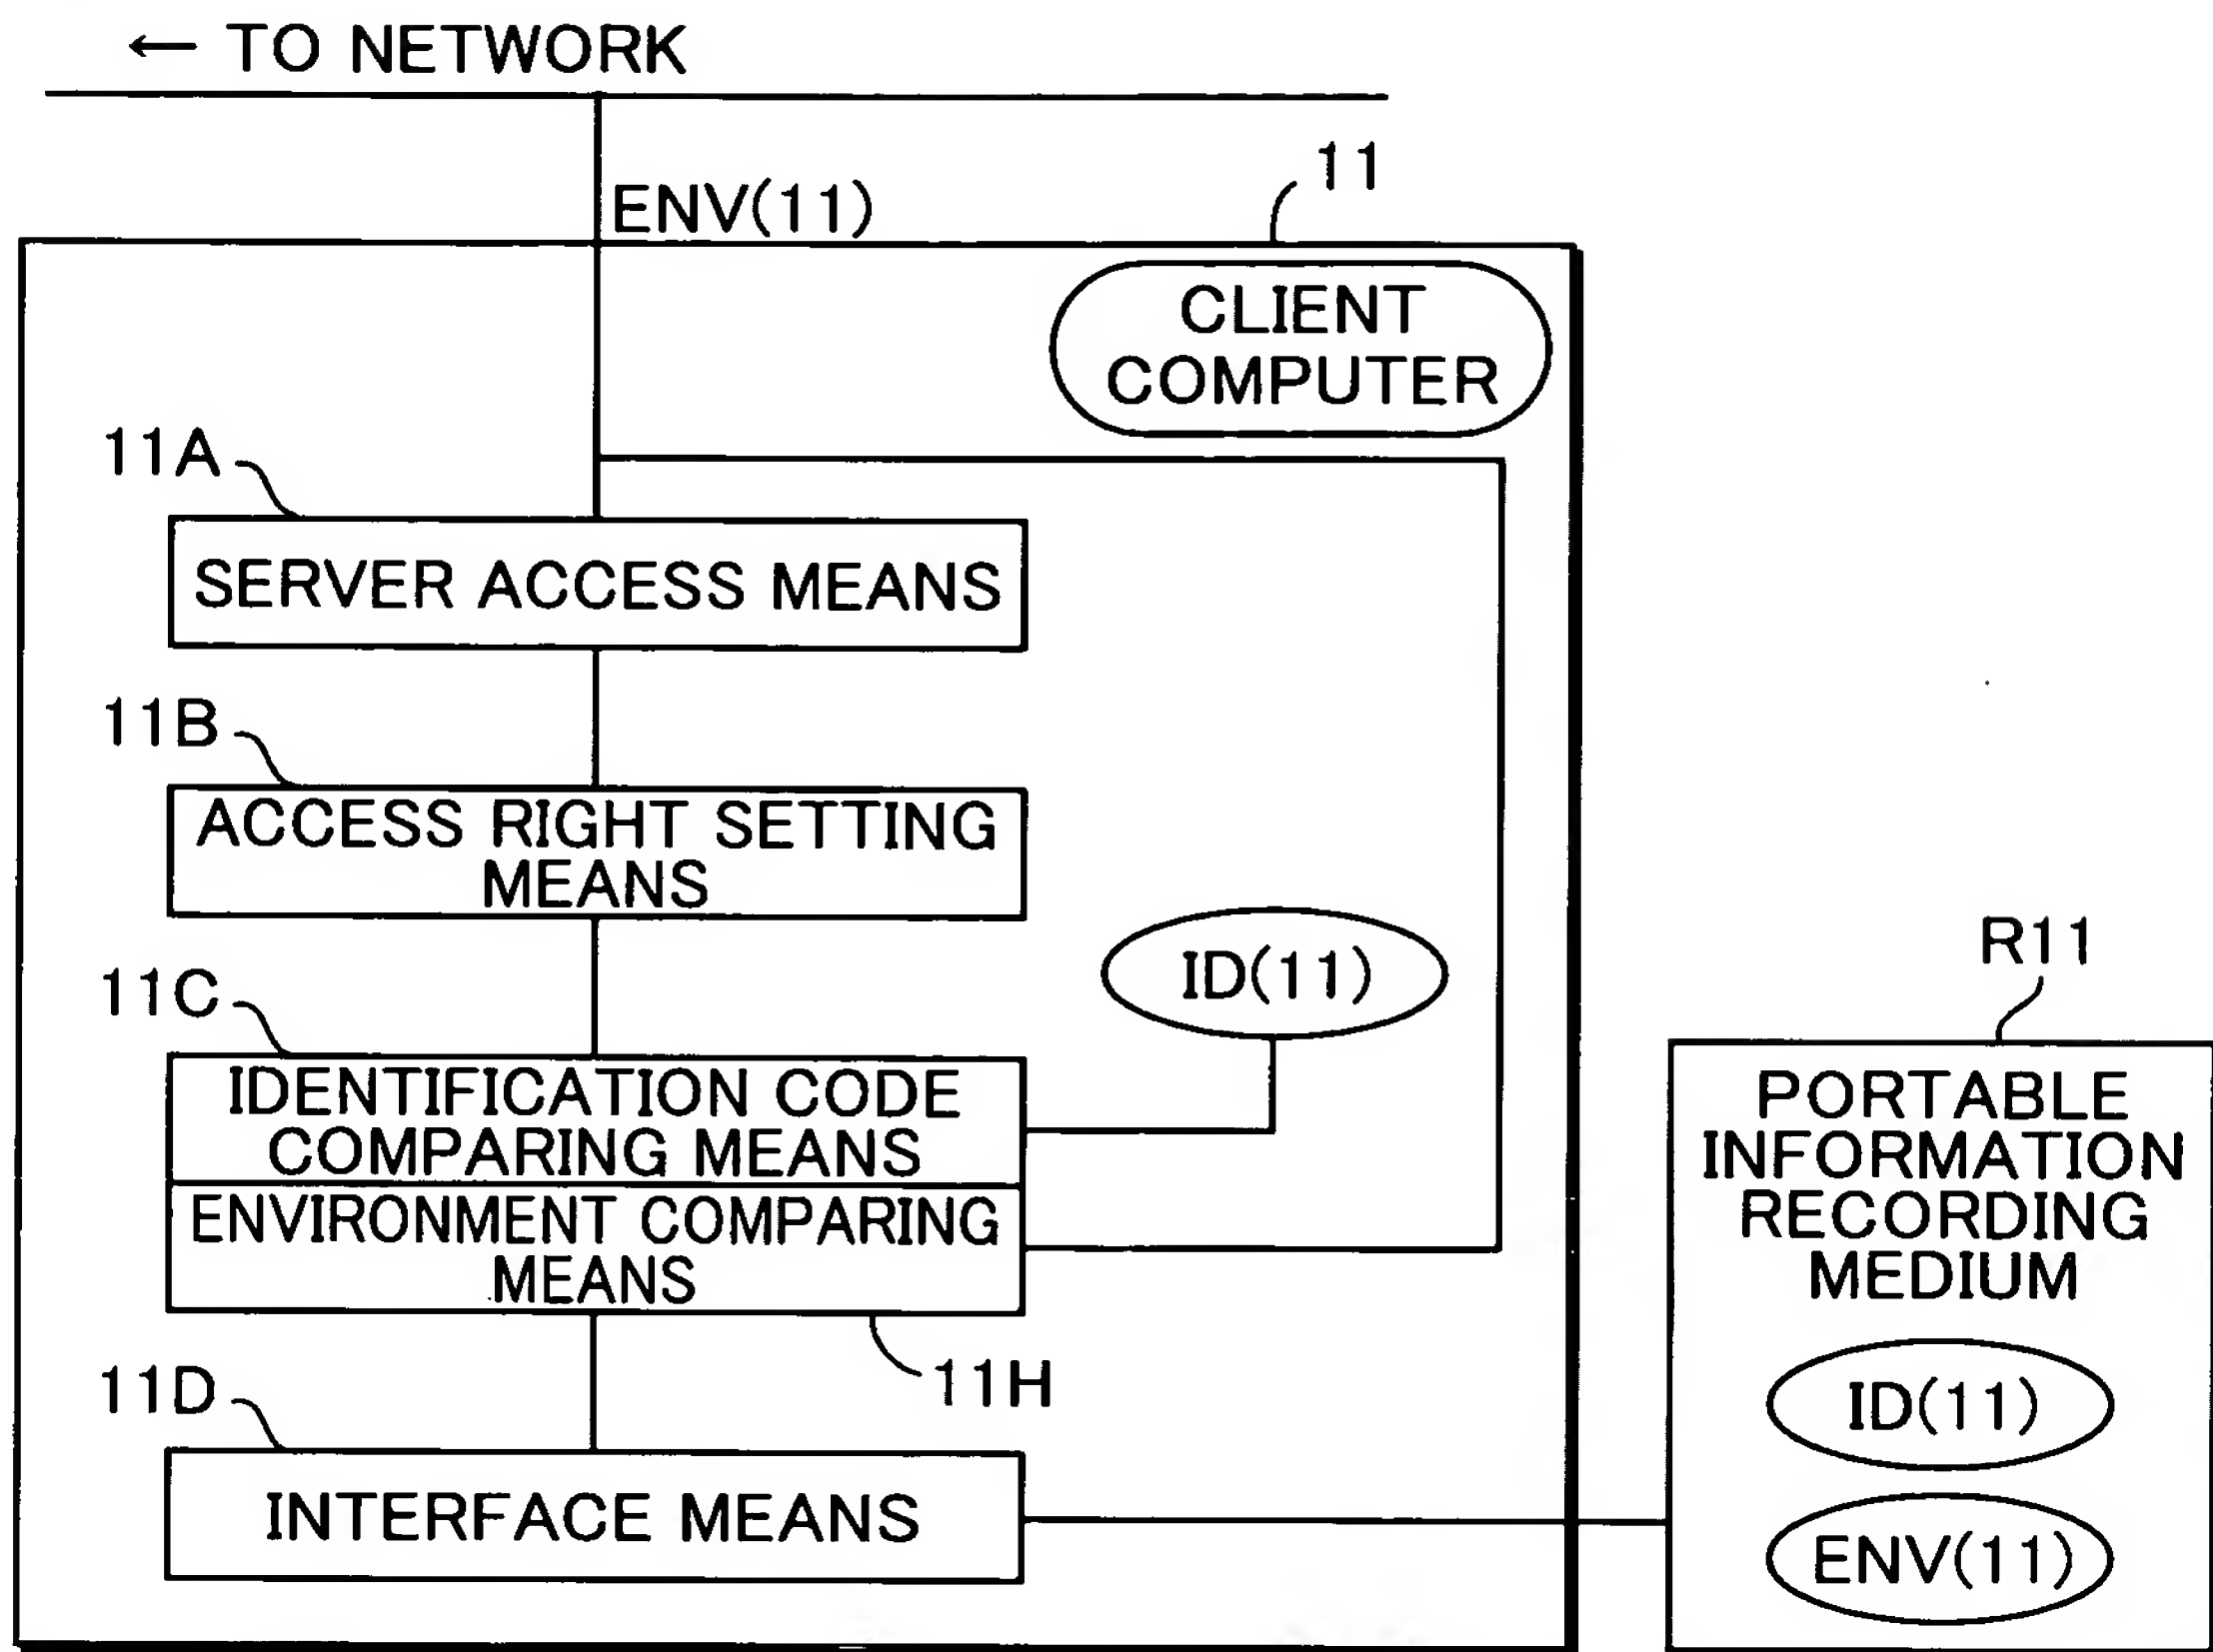 ← TO NETWORK
ENV(11)
11
CLIENT
COMPUTER
11A
SERVER ACCESS MEANS
11B
ACCESS RIGHT SETTING
MEANS
ID(11)
R11
11C
IDENTIFICATION CODE
COMPARING MEANS
ENVIRONMENT COMPARING
MEANS
11H
11D
INTERFACE MEANS
PORTABLE
INFORMATION
RECORDING
MEDIUM
ID(11)
ENV(11)